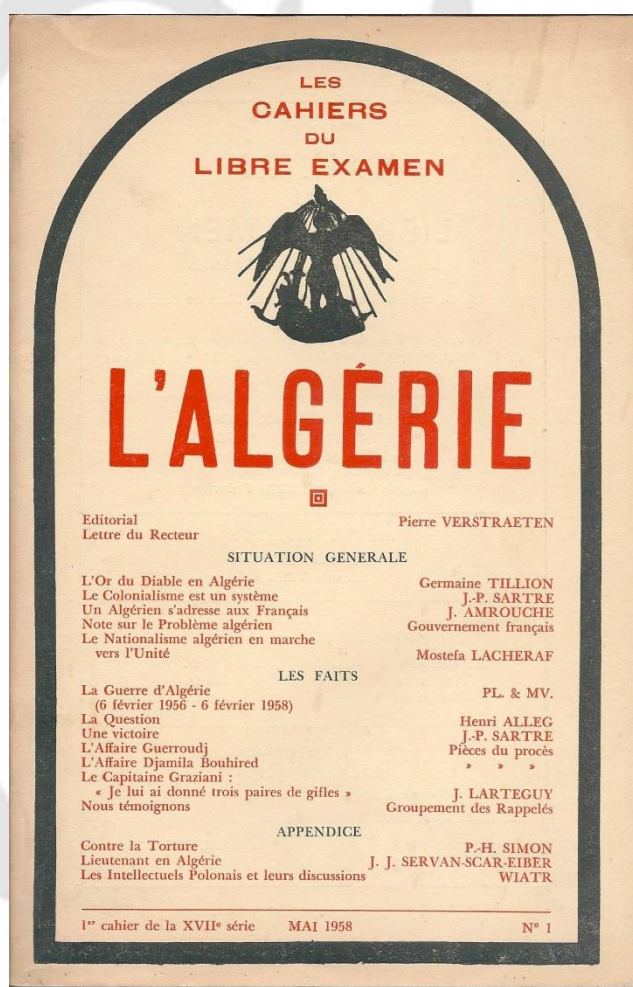 LES
CAHIERS
DU
LIBRE EXAMEN
L'ALGÉRIE
Editorial Pierre VERSTRAETEN
Lettre du Recteur
SITUATION GENERALE
L'Or du Diable en Algérie Germaine TILLION
Le Colonialisme est un système J.-P. SARTRE
Un Algérien s'adresse aux Français J. AMROUCHE
Note sur le Problème algérien Gouvernement français
Le Nationalisme algérien en marche
vers l'Unité Mostefa LACHERAF
LES FAITS
La Guerre d'Algérie PL. & MV.
(6 février 1956 - 6 février 1958)
La Question Henri ALLEG
Une victoire J.-P. SARTRE
L'Affaire Guerroudj Pièces du procès
L'Affaire Djamila Bouhired » » »
Le Capitaine Graziani :
« Je lui ai donné trois paires de gifles » J. LARTEGUY
Nous témoignons Groupement des Rappelés
APPENDICE
Contre la Torture P.-H. SIMON
Lieutenant en Algérie J. J. SERVAN-SCAR-EIBER
Les Intellectuels Polonais et leurs discussions WIATR
1er cahier de la XVIIe série MAI 1958 N° 1